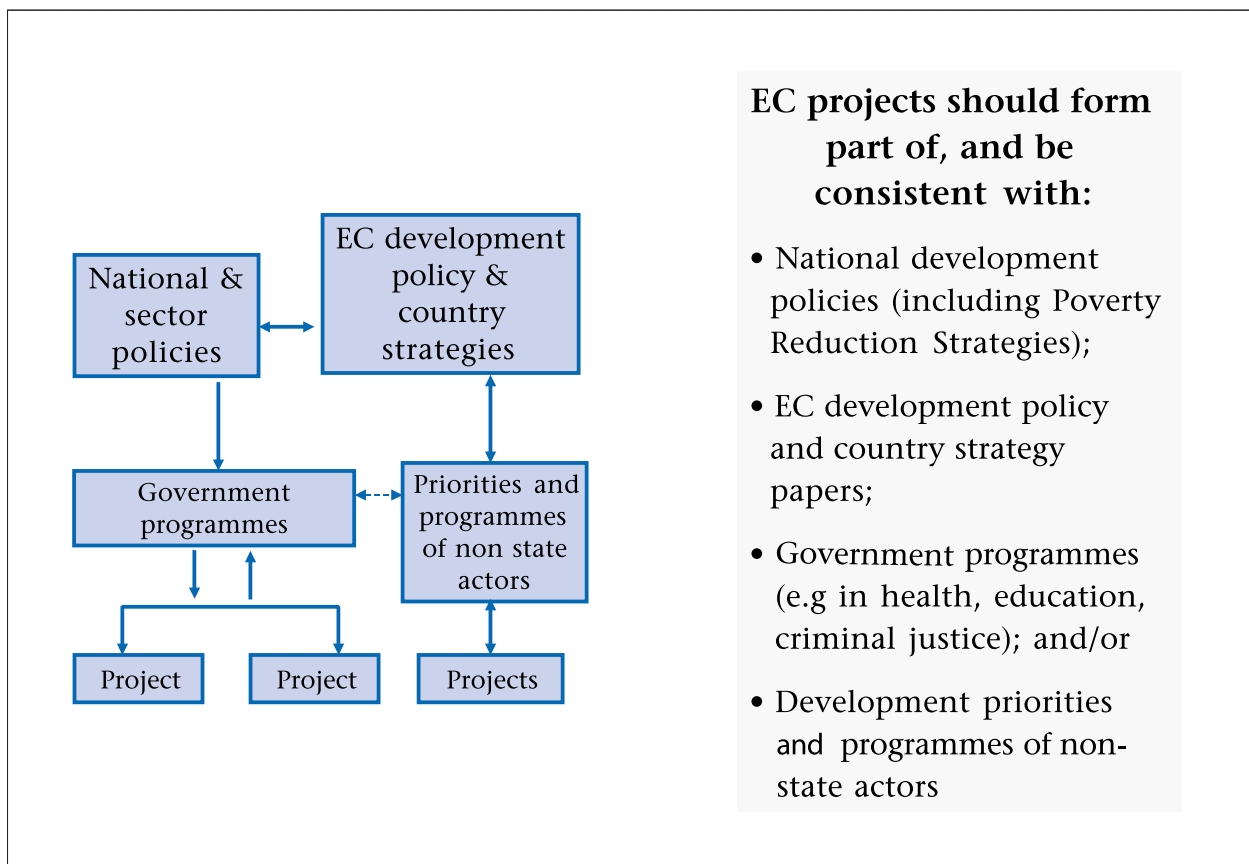 National &
sector
policies
EC development
policy &
country
strategies
Government
programmes
Priorities and
programmes
of non state
actors
Project
Project
Projects
EC projects should form
part of, and be
consistent with:
• National development
policies (including Poverty
Reduction Strategies);
• EC development policy
and country strategy
papers;
• Government programmes
(e.g in health, education,
criminal justice); and/or
• Development priorities
and programmes of non-
state actors